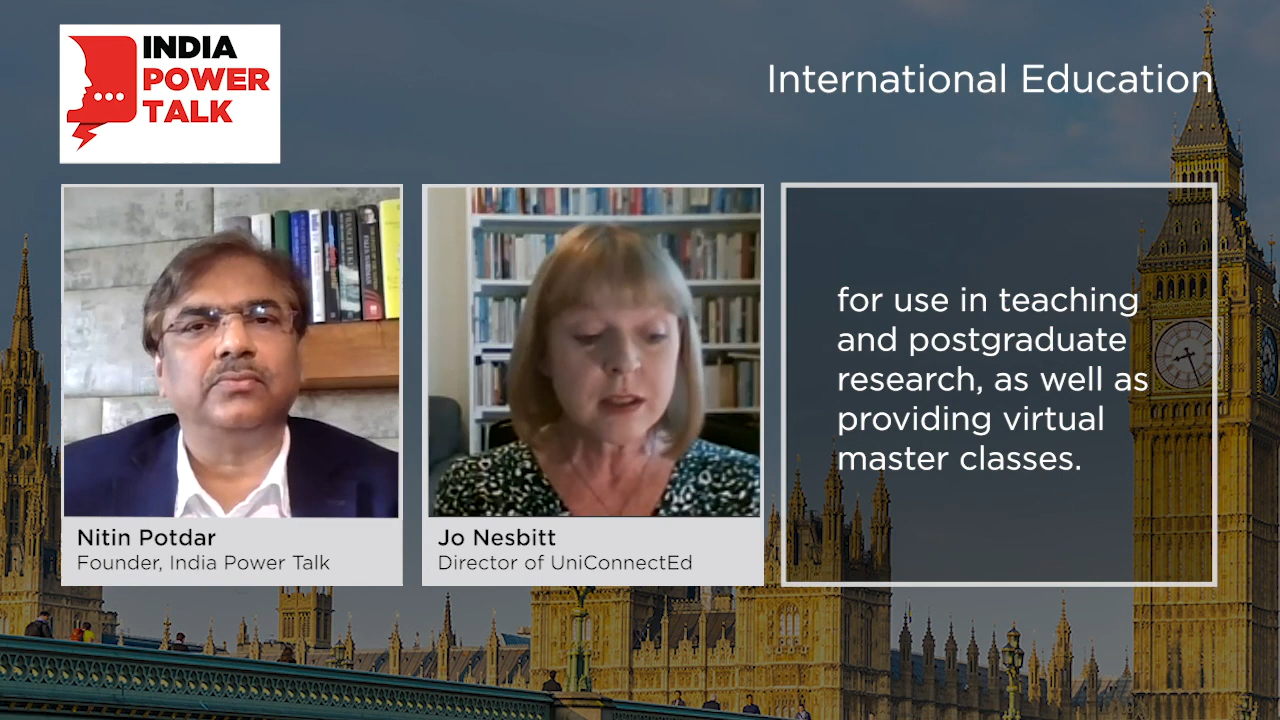 INDIA
POWER
TALK
International Education
for use in teaching
and postgraduate
research, as well as
providing virtual
master classes.
Nitin Potdar
Founder, India Power Talk
Jo Nesbitt
Director of UniConnectEd